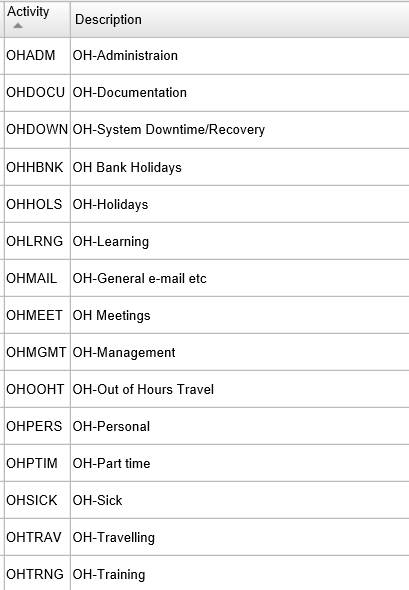 Activity Description
OHADM OH-Administraion
OHDOCU OH-Documentation
OHDOWN OH-System Downtime/Recovery
OHHBNK OH Bank Holidays
OHHOLS OH-Holidays
OHLRNG OH-Learning
OHMAIL OH-General e-mail etc
OHMEET OH Meetings
OHMGMT OH-Management
OHOOHT OH-Out of Hours Travel
OHPERS OH-Personal
OHPTIM OH-Part time
OHSICK OH-Sick
OHTRAV OH-Travelling
OHTRNG OH-Training